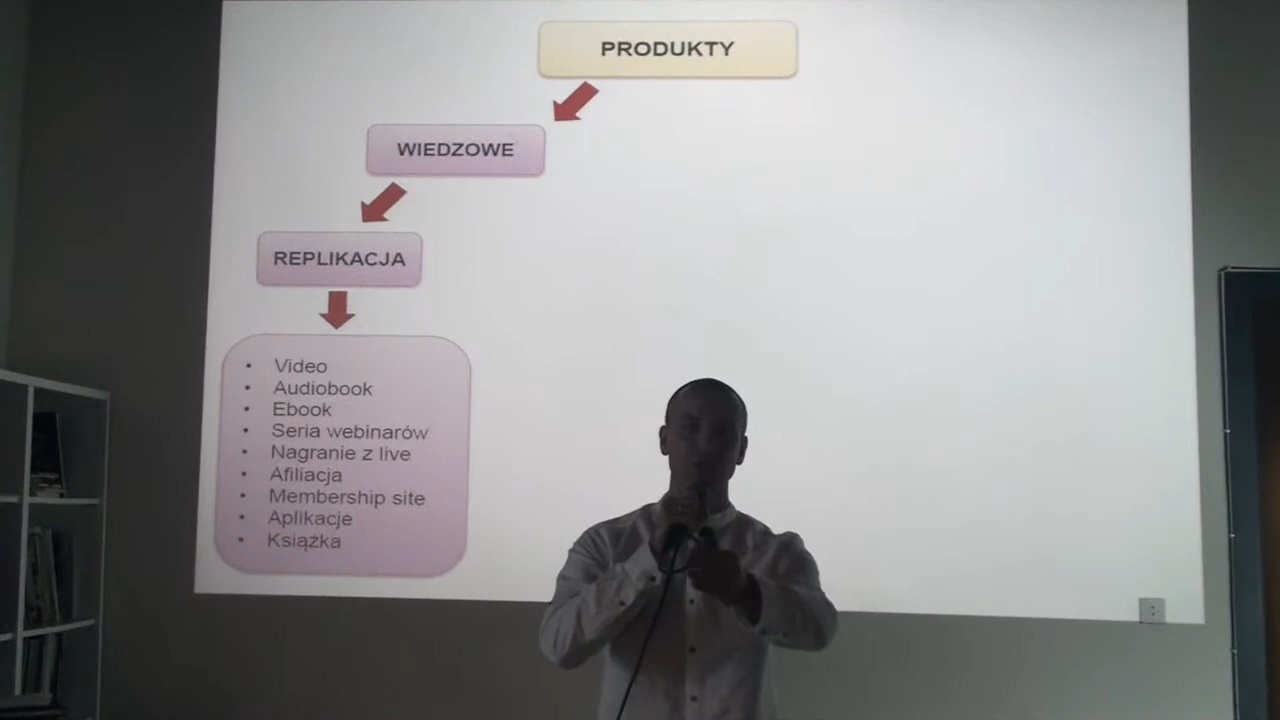 PRODUKTY
WIEDZOWE
REPLIKACJA
• Video
• Audiobook
• Ebook
• Seria webinarów
• Nagranie z live
• Afiliacja
• Membership site
• Aplikacje
• Książka